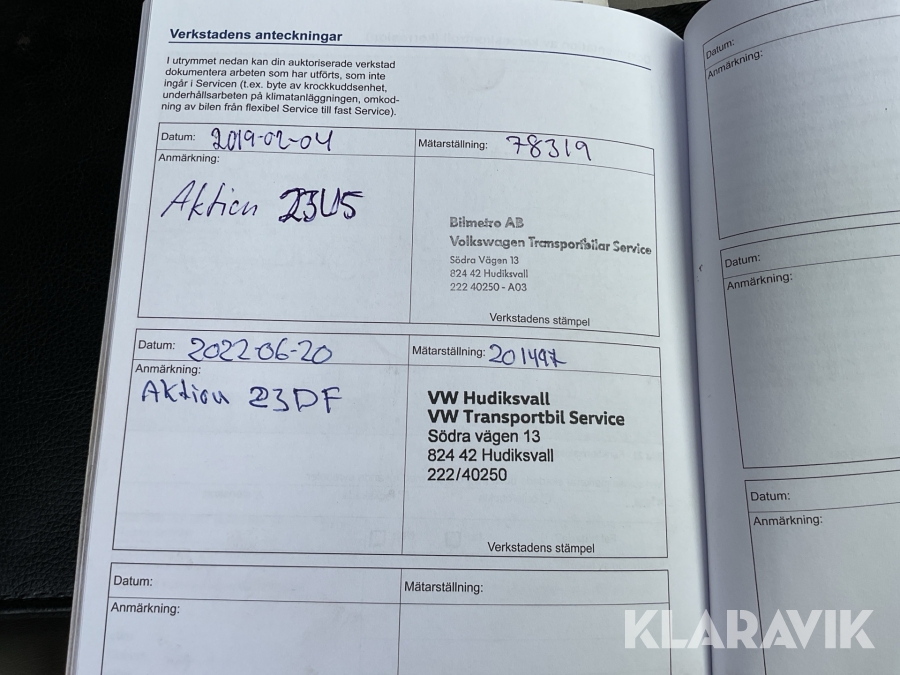 Verkstadens anteckningar
I utrymmet nedan kan din auktoriserade verkstad
dokumentera arbeten som har utförts, som inte
ingår i Servicen (t.ex. byte av krockkuddsenhet,
underhållsarbeten på klimatanläggningen, omkod-
ning av bilen från flexibel Service till fast Service).
Datum: 2019-02-04
Mätarställning: 78319
Anmärkning:
Aktion 23U5
Bilmetro AB
Volkswagen Transportbilar Service
Södra Vägen 13
824 42 Hudiksvall
222 40250 - A03
Verkstadens stämpel
Datum: 2022-06-20
Mätarställning:
Anmärkning:
Aktion 23DF
VW Hudiksvall
VW Transportbil Service
Södra vägen 13
824 42 Hudiksvall
222/40250
Verkstadens stämpel
Datum:
Mätarställning:
Anmärkning:
Datum:
Anmärkning:
Datum:
Anmärkning:
Datum:
Anmärkning:
KLARAVIK